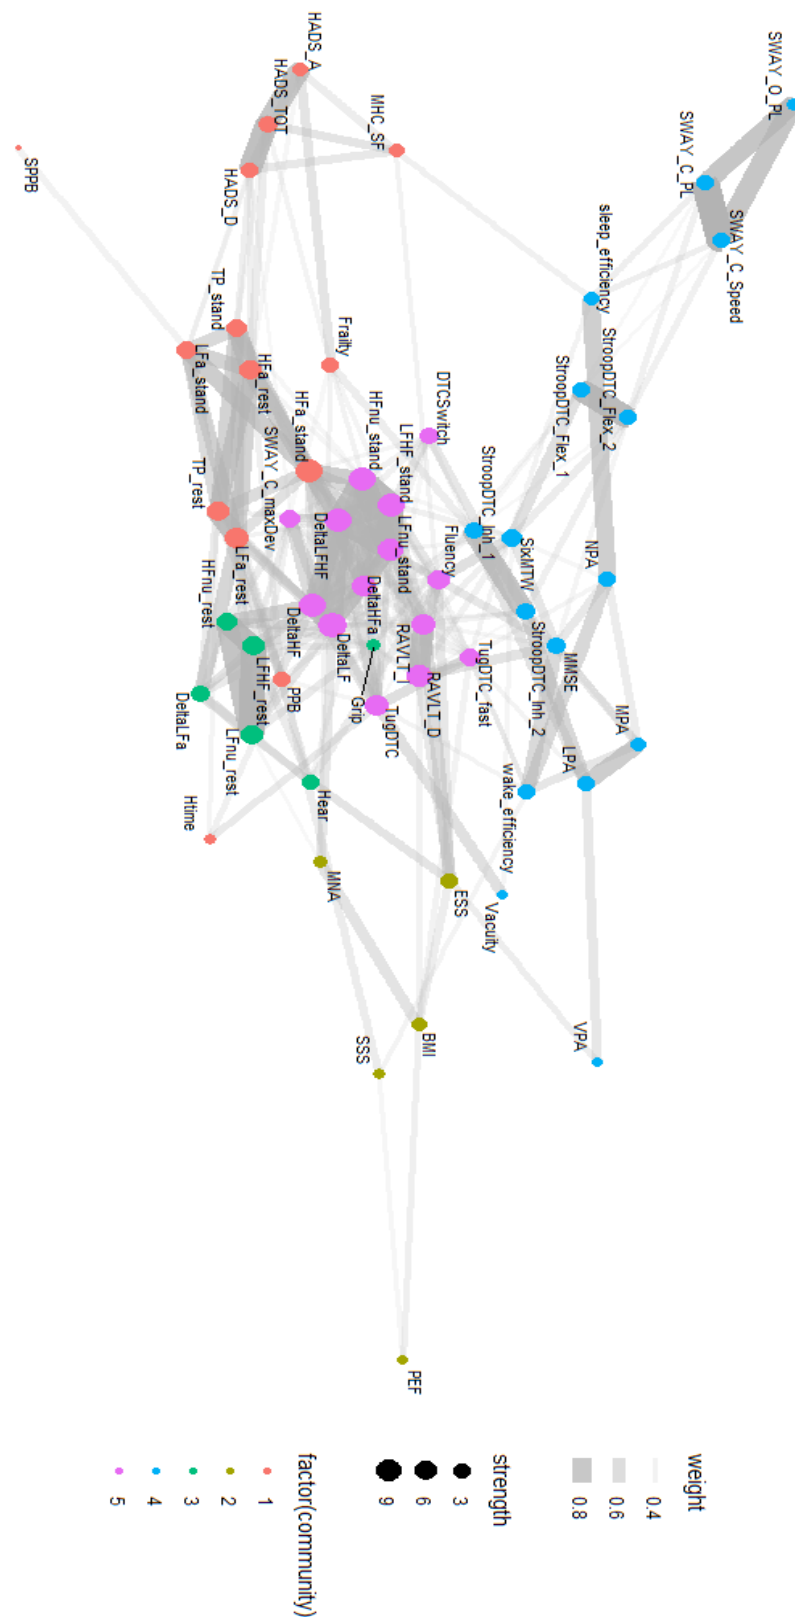 SWAY_O_PL
SWAY_C_PL
SWAY_C_Speed
HADS_A
HADS_TOT
MHC_SF
HADS_D
SPPB
sleep_efficiency
StroopDTC_Flex_2
StroopDTC_Flex_1
TP_stand
LFa_stand
HFa_rest
Frailty
HFa_stand
HFnu_stand
DTCSwitch
LFHF_stand
SWAY_C_maxDev
StroopDTC_Inh_1
SixMTW
NPA
TP_rest
LFa_rest
DeltaLFHF
LFnu_stand
Fluency
HFnu_rest
DeltaHF
DeltaHFa
DeltaLF
RAVLT_I
StroopDTC_Inh_2
MMSE
LFHF_rest
PPB
Grip
RAVLT_D
TugDTC_fast
TugDTC
DeltaLFa
LFnu_rest
MPA
LPA
wake_efficiency
Hear
Htime
MNA
ESS
Vacuity
BMI
SSS
VPA
PEF
weight
0.4
0.6
0.8
strength
3
6
9
factor(community)
1
2
3
4
5